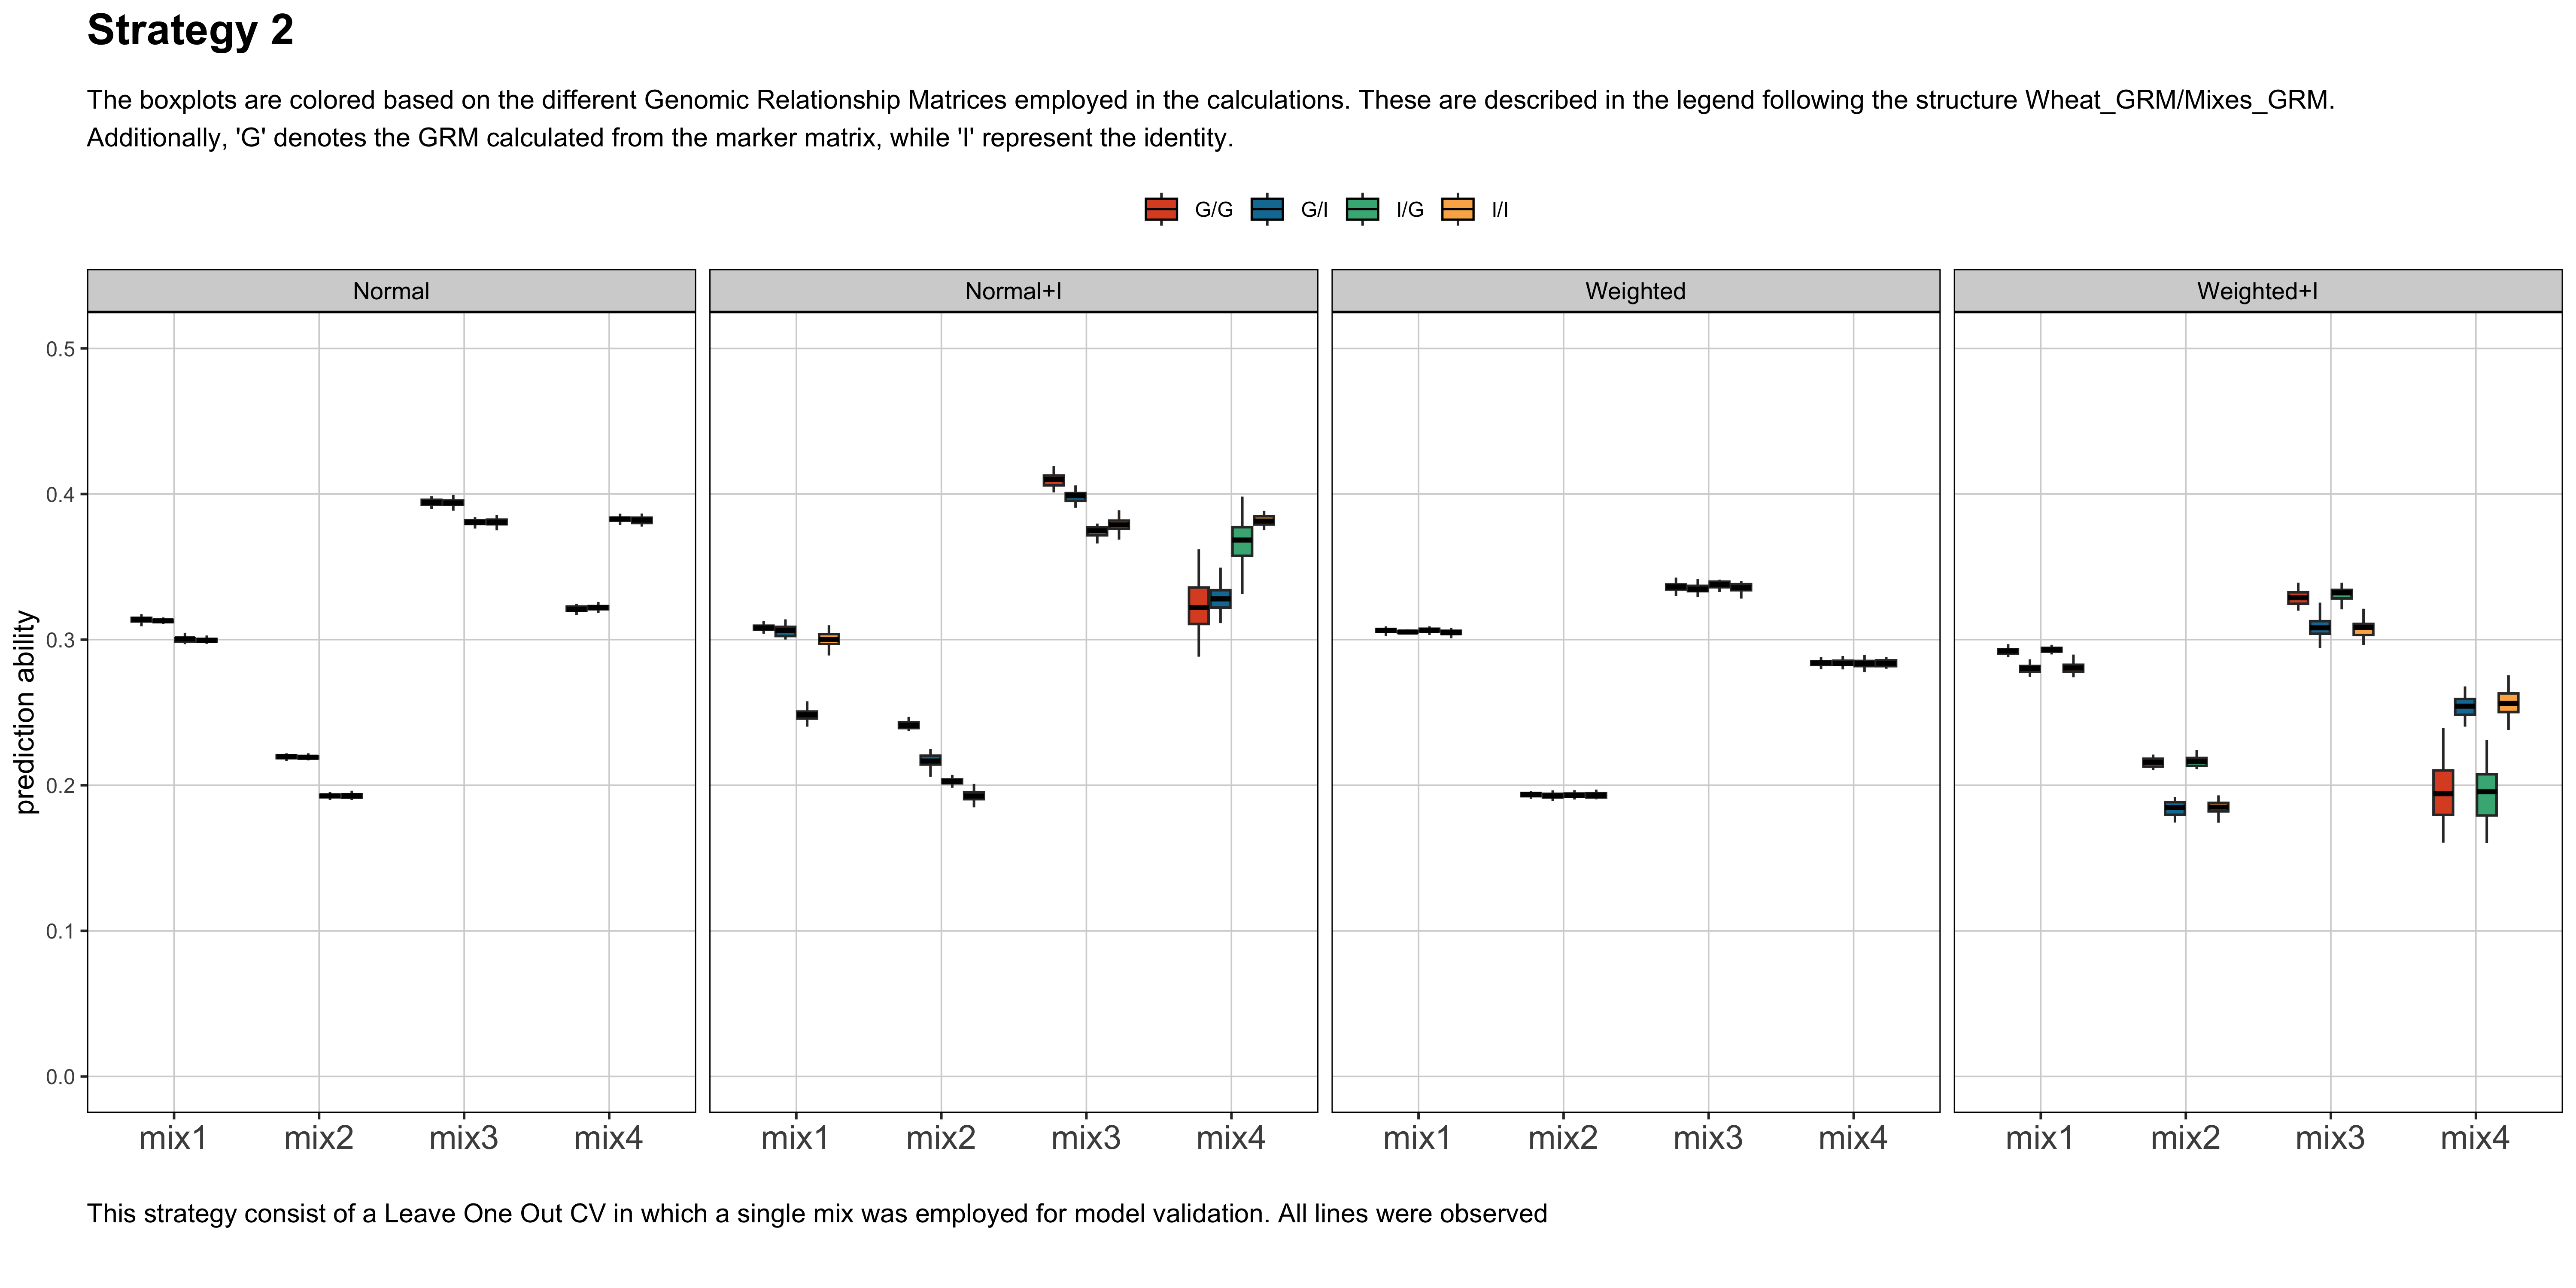 Strategy 2
The boxplots are colored based on the different Genomic Relationship Matrices employed in the calculations. These are described in the legend following the structure Wheat_GRM/Mixes_GRM.
Additionally, 'G' denotes the GRM calculated from the marker matrix, while 'I' represent the identity.
G/G G/I I/G I/I
Normal Normal+I Weighted Weighted+I
prediction ability
0.5
0.4
0.3
0.2
0.1
0.0
mix1 mix2 mix3 mix4 mix1 mix2 mix3 mix4 mix1 mix2 mix3 mix4 mix1 mix2 mix3 mix4
This strategy consist of a Leave One Out CV in which a single mix was employed for model validation. All lines were observed